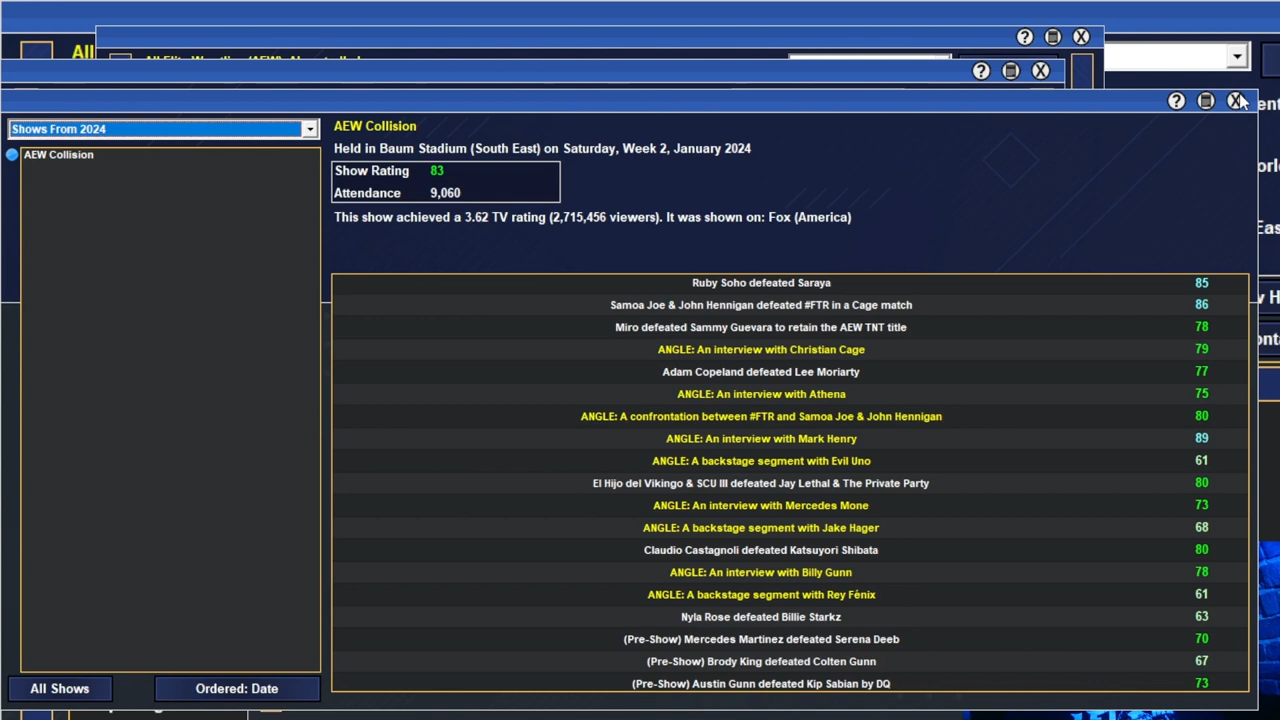 All
Shows From 2024
AEW Collision
AEW Collision
Held in Baum Stadium (South East) on Saturday, Week 2, January 2024
Show Rating 83
Attendance 9,060
This show achieved a 3.62 TV rating (2,715,456 viewers). It was shown on: Fox (America)
Ruby Soho defeated Saraya 85
Samoa Joe & John Hennigan defeated #FTR in a Cage match 86
Miro defeated Sammy Guevara to retain the AEW TNT title 78
ANGLE: An interview with Christian Cage 79
Adam Copeland defeated Lee Moriarty 77
ANGLE: An interview with Athena 75
ANGLE: A confrontation between #FTR and Samoa Joe & John Hennigan 80
ANGLE: An interview with Mark Henry 89
ANGLE: A backstage segment with Evil Uno 61
El Hijo del Vikingo & SCU III defeated Jay Lethal & The Private Party 80
ANGLE: An interview with Mercedes Mone 73
ANGLE: A backstage segment with Jake Hager 68
Claudio Castagnoli defeated Katsuyori Shibata 80
ANGLE: An interview with Billy Gunn 78
ANGLE: A backstage segment with Rey Fénix 61
Nyla Rose defeated Billie Starkz 63
(Pre-Show) Mercedes Martinez defeated Serena Deeb 70
(Pre-Show) Brody King defeated Colten Gunn 67
(Pre-Show) Austin Gunn defeated Kip Sabian by DQ 73
All Shows
Ordered: Date